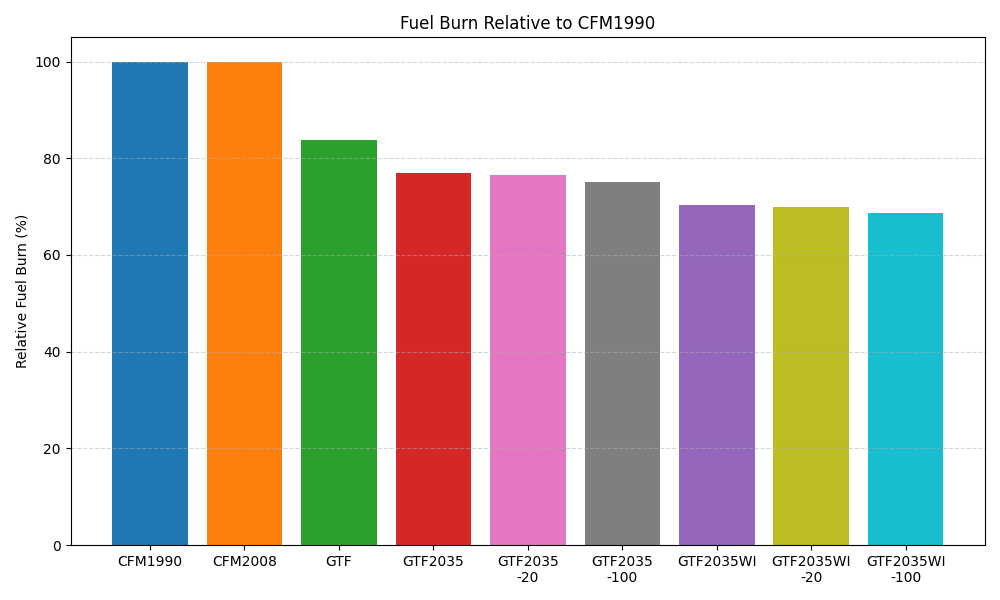 Fuel Burn Relative to CFM1990
Relative Fuel Burn (%)
100
80
60
40
20
0
CFM1990 CFM2008 GTF GTF2035 GTF2035 GTF2035 GTF2035WI GTF2035WI GTF2035WI
-20 -100 -20 -100